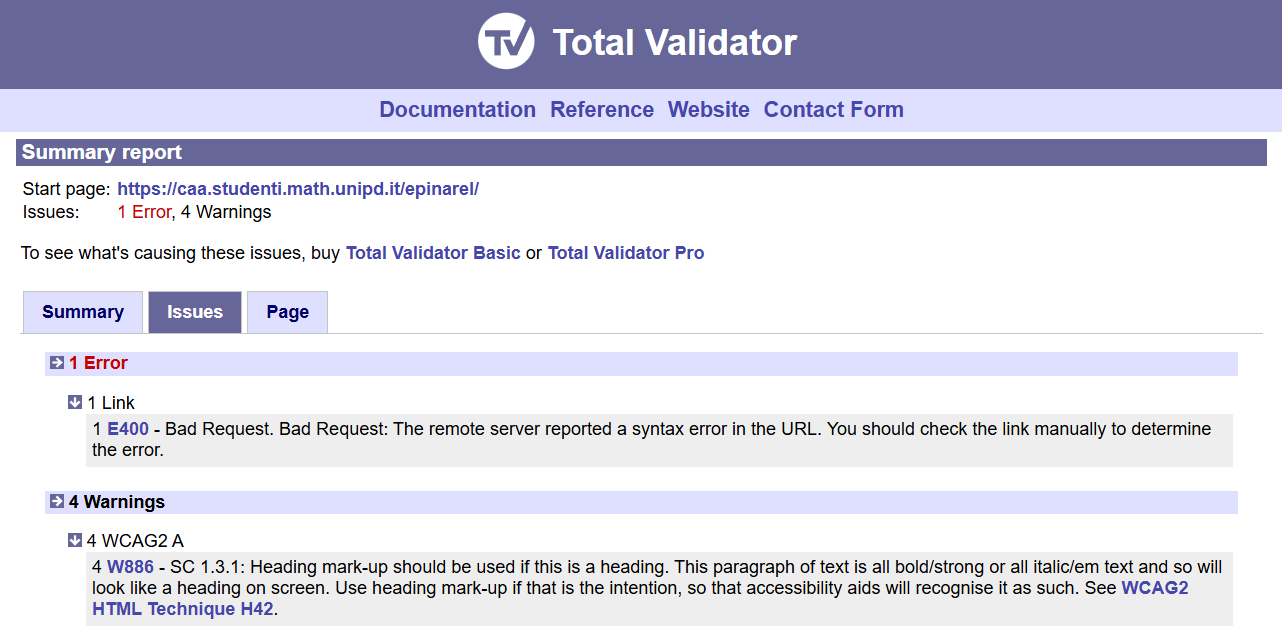 TV Total Validator
Documentation Reference Website Contact Form
Summary report
Start page: https://caa.studenti.math.unipd.it/epinarel/
Issues: 1 Error, 4 Warnings
To see what's causing these issues, buy Total Validator Basic or Total Validator Pro
Summary Issues Page
1 Error
1 Link
1 E400 - Bad Request. Bad Request: The remote server reported a syntax error in the URL. You should check the link manually to determine
the error.
4 Warnings
4 WCAG2 A
4 W886 - SC 1.3.1: Heading mark-up should be used if this is a heading. This paragraph of text is all bold/strong or all italic/em text and so will
look like a heading on screen. Use heading mark-up if that is the intention, so that accessibility aids will recognise it as such. See WCAG2
HTML Technique H42.